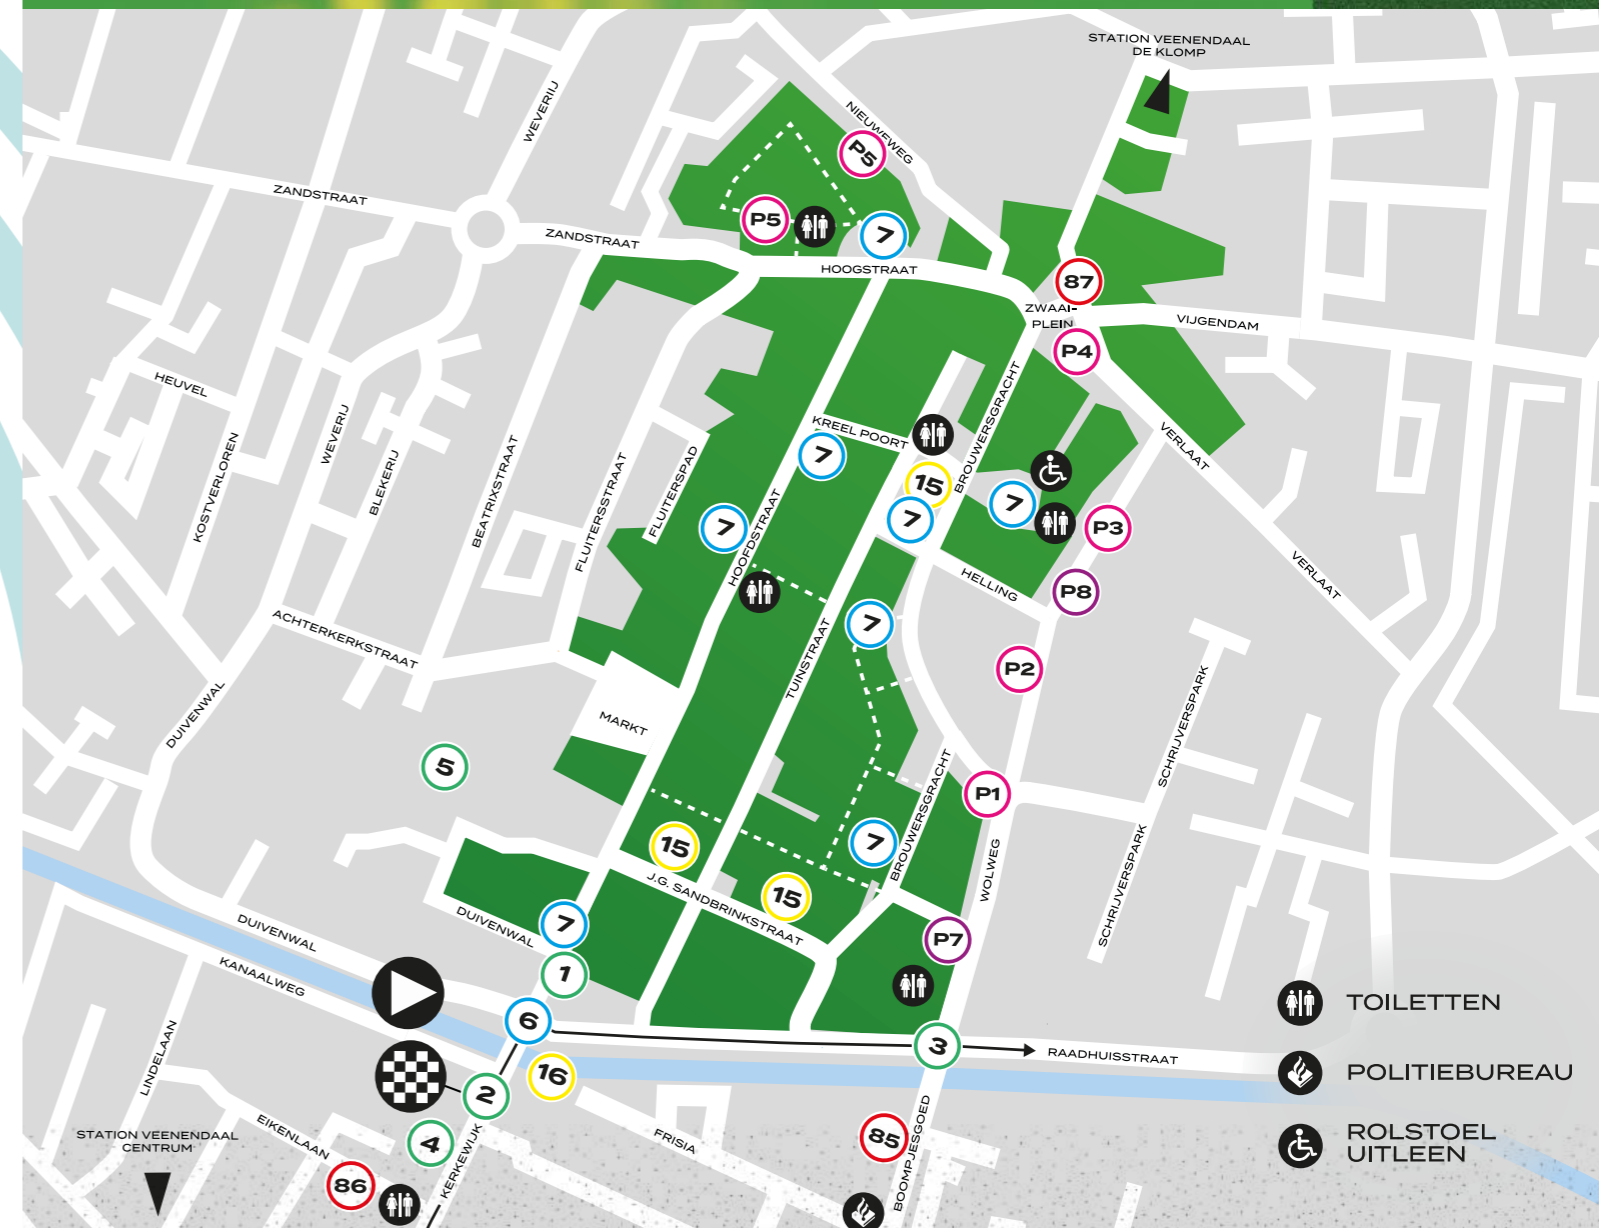 STATION VEENENDAAL
DE KLOMP
WEVERIJ
NIEUWEWEG
P5
ZANDSTRAAT
P5
7
ZANDSTRAAT
HOOGSTRAAT
87
ZWAAI-
PLEIN
VIJGENDAM
P4
HEUVEL
KREEL POORT
BROUWERSGRACHT
VERLAAT
KOSTVERLOREN
WEVERIJ
BLEKERIJ
BEATRIXSTRAAT
FLUITERSSTRAAT
FLUITERSPAD
7
15
7
7
7
HOOFDSTRAAT
P3
HELLING
P8
VERLAAT
ACHTERKERKSTRAAT
7
TUINSTRAAT
P2
DUIVENWAL
MARKT
SCHRIJVERSPARK
5
P1
BROUWERSGRACHT
15
7
WOLWEG
SCHRIJVERSPARK
J.G. SANDBRINKSTRAAT
15
DUIVENWAL
7
DUIVENWAL
P7
KANAALWEG
1
TOILETTEN
6
3
RAADHUISSTRAAT
LINDELAAN
16
POLITIEBUREAU
2
EIKENLAAN
STATION VEENENDAAL
CENTRUM
4
FRISIA
85
BOOMPJESGOED
ROLSTOEL
UITLEEN
KERKEWIJK
86